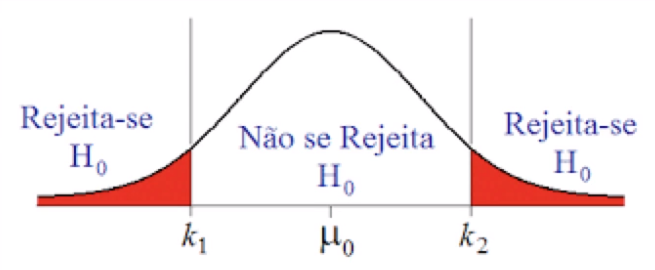 Rejeita-se
H₀
Não se Rejeita
H₀
Rejeita-se
H₀
k₁
μ₀
k₂